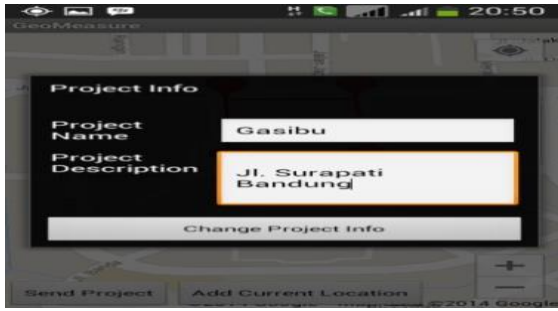 20:50
GeoMeasure
Project Info
Project Name
Gasibu
Project Description
Jl. Surapati
Bandung
Change Project Info
Send Project
Add Current Location
©2014 Google